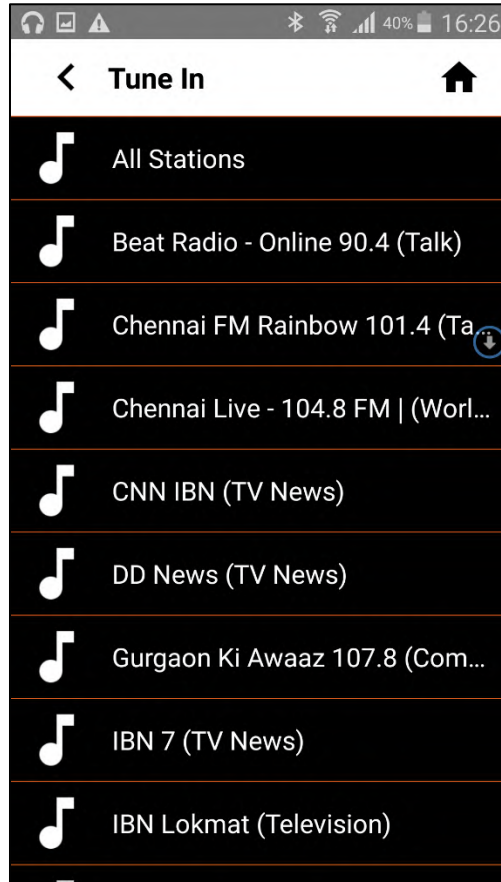 40% 16:26
Tune In
All Stations
Beat Radio - Online 90.4 (Talk)
Chennai FM Rainbow 101.4 (Ta...
Chennai Live - 104.8 FM | (Worl...
CNN IBN (TV News)
DD News (TV News)
Gurgaon Ki Awaaz 107.8 (Com...
IBN 7 (TV News)
IBN Lokmat (Television)